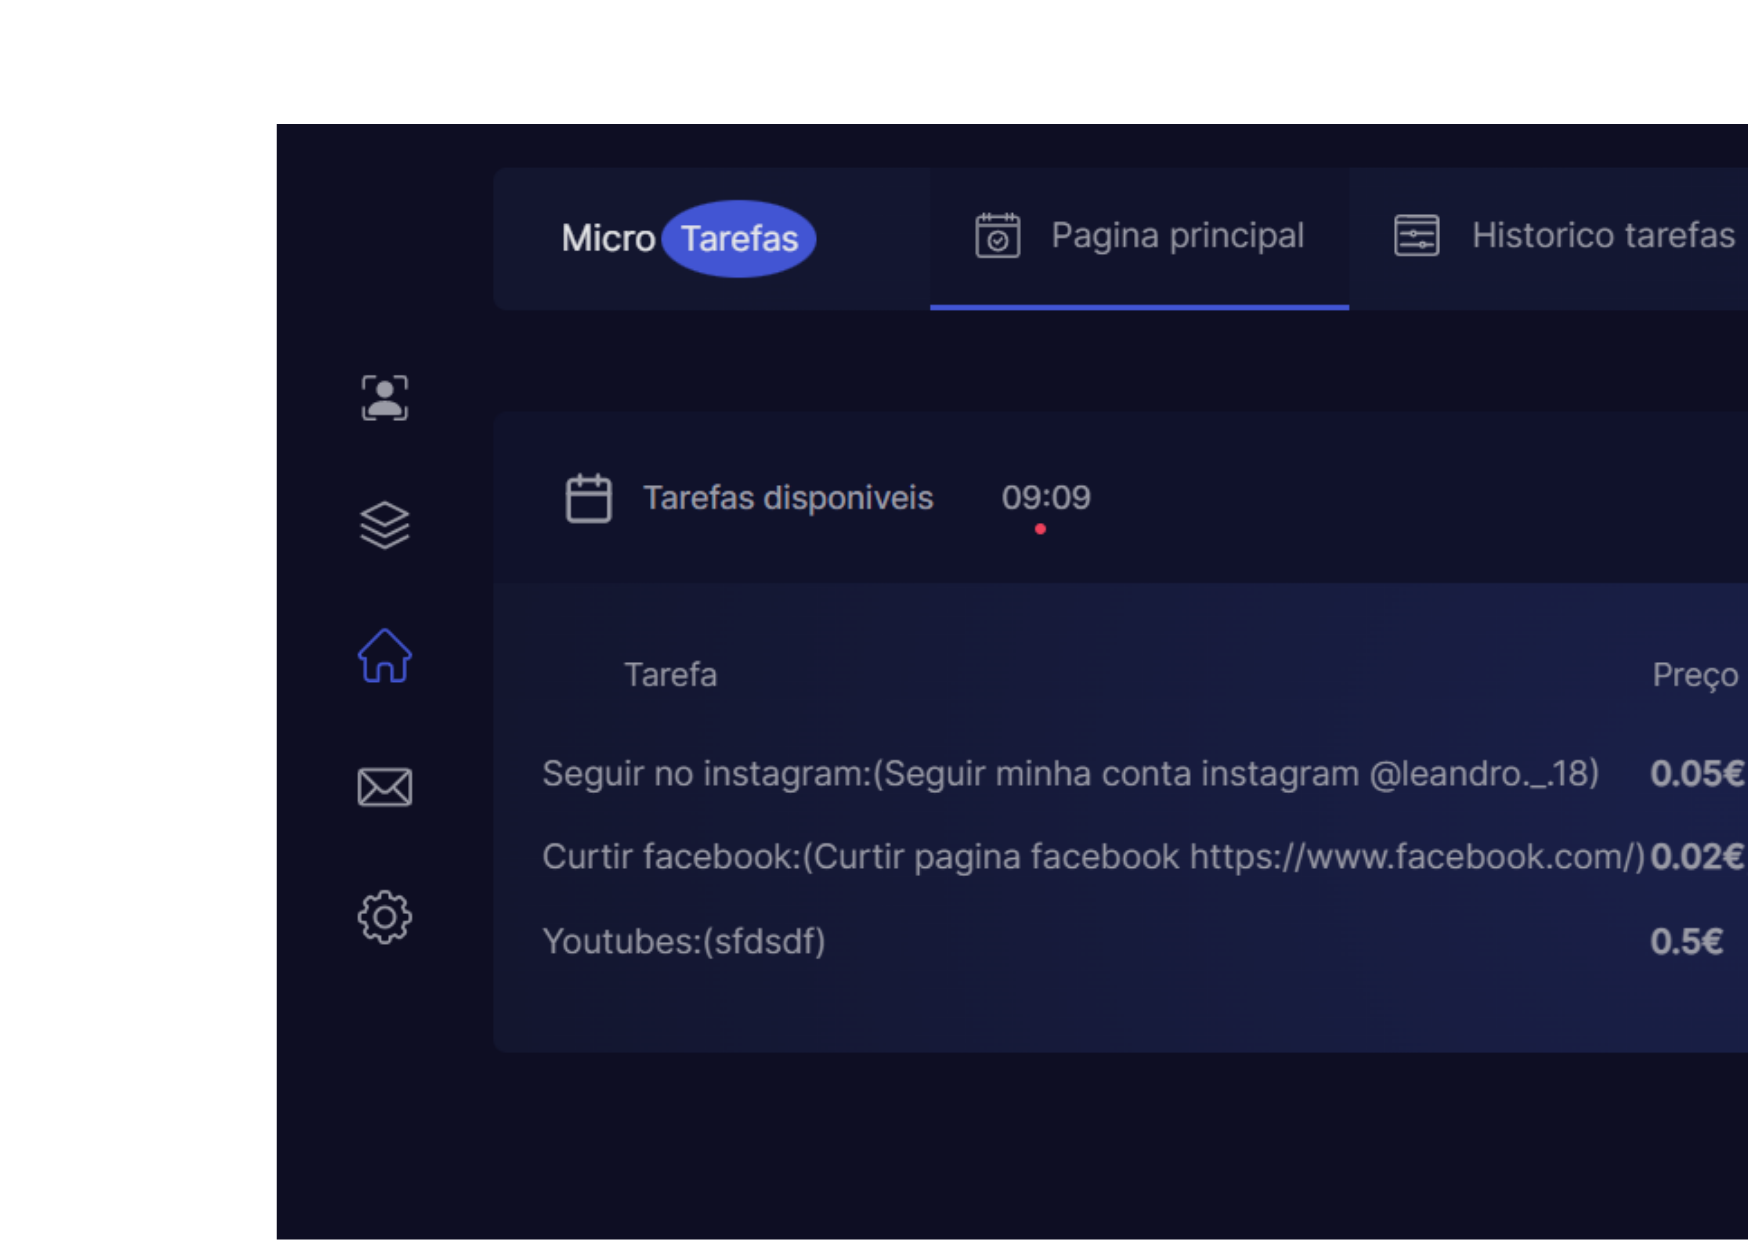 Micro Tarefas
Pagina principal
Historico tarefas
Tarefas disponiveis
09:09
Tarefa
Preço
Seguir no instagram:(Seguir minha conta instagram @leandro._.18) 0.05€
Curtir facebook:(Curtir pagina facebook https://www.facebook.com/) 0.02€
Youtubes:(sfdsdf) 0.5€